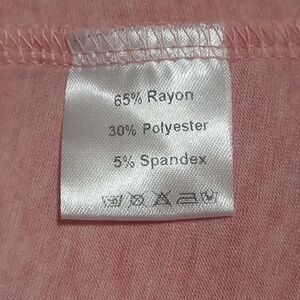 65% Rayon
30% Polyester
5% Spandex